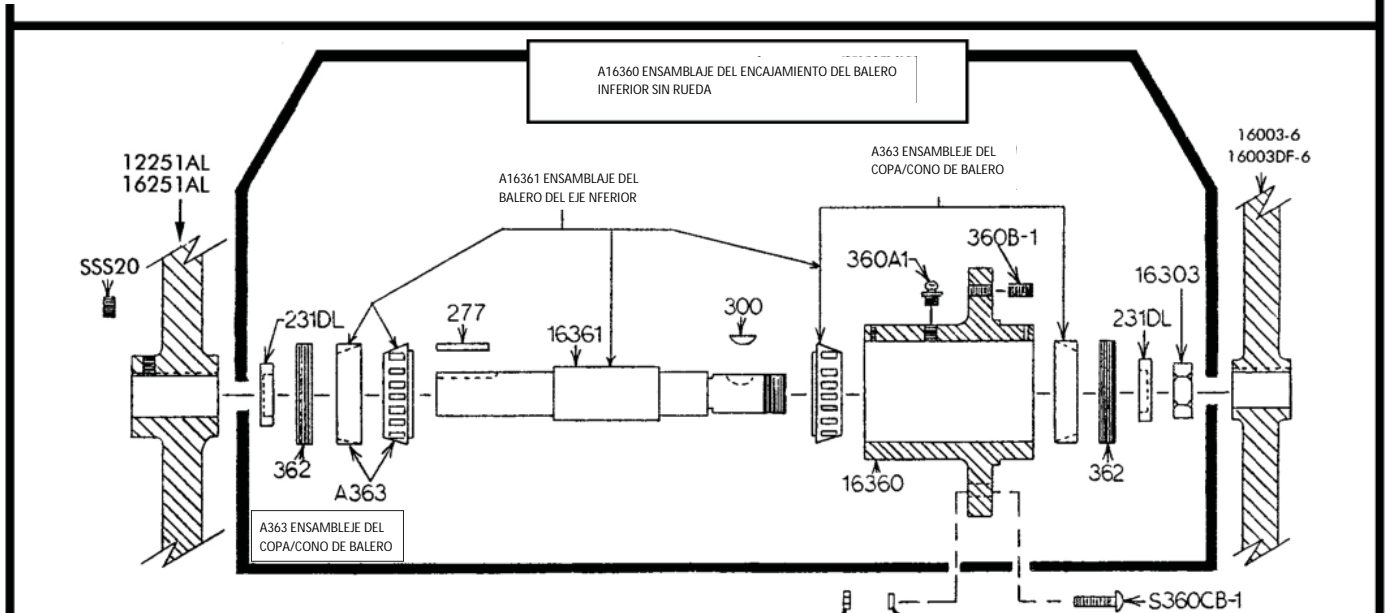 A16360 ENSAMBLAJE DEL ENCAJAMIENTO DEL BALERO
INFERIOR SIN RUEDA
12251AL
16251AL
16003-6
16003DF-6
A16361 ENSAMBLAJE DEL
BALERO DEL EJE NFERIOR
A363 ENSAMBLEJE DEL
COPA/CONO DE BALERO
SSS20
231DL
277
16361
300
360A1
360B-1
231DL
16303
362
A363
16360
362
A363 ENSAMBLEJE DEL
COPA/CONO DE BALERO
S360CB-1